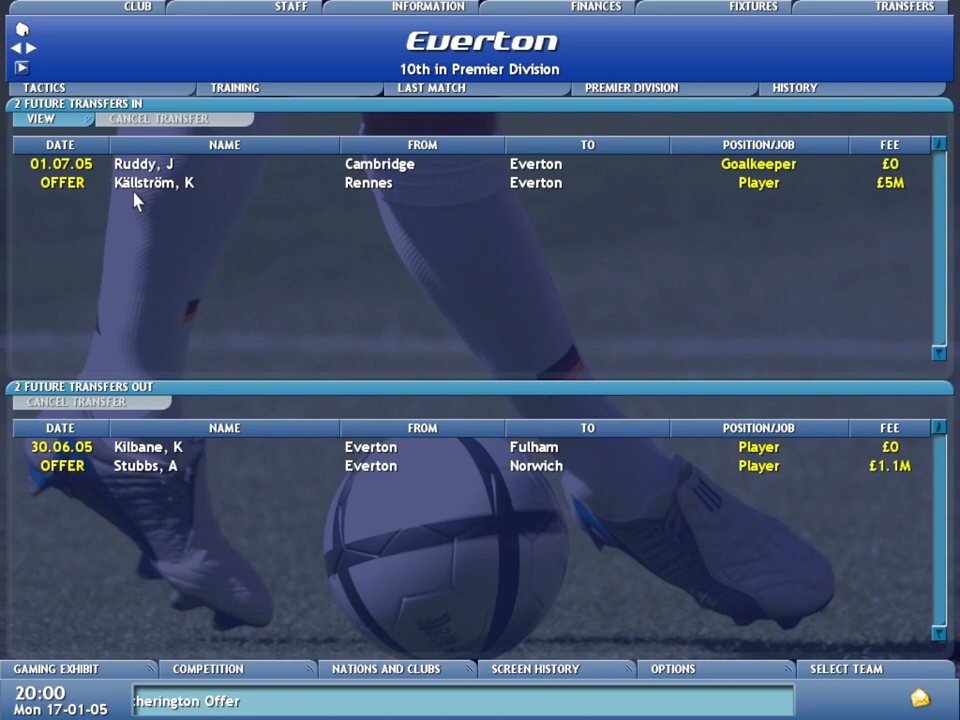 CLUB STAFF INFORMATION FINANCES FIXTURES TRANSFERS
Everton
10th in Premier Division
TACTICS TRAINING LAST MATCH PREMIER DIVISION HISTORY
2 FUTURE TRANSFERS IN
VIEW CANCEL TRANSFER
DATE NAME FROM TO POSITION/JOB FEE
01.07.05 Ruddy, J Cambridge Everton Goalkeeper £0
OFFER Källström, K Rennes Everton Player £5M
2 FUTURE TRANSFERS OUT
CANCEL TRANSFER
DATE NAME FROM TO POSITION/JOB FEE
30.06.05 Kilbane, K Everton Fulham Player £0
OFFER Stubbs, A Everton Norwich Player £1.1M
GAMING EXHIBIT COMPETITION NATIONS AND CLUBS SCREEN HISTORY OPTIONS SELECT TEAM
20:00
Mon 17-01-05
herington Offer